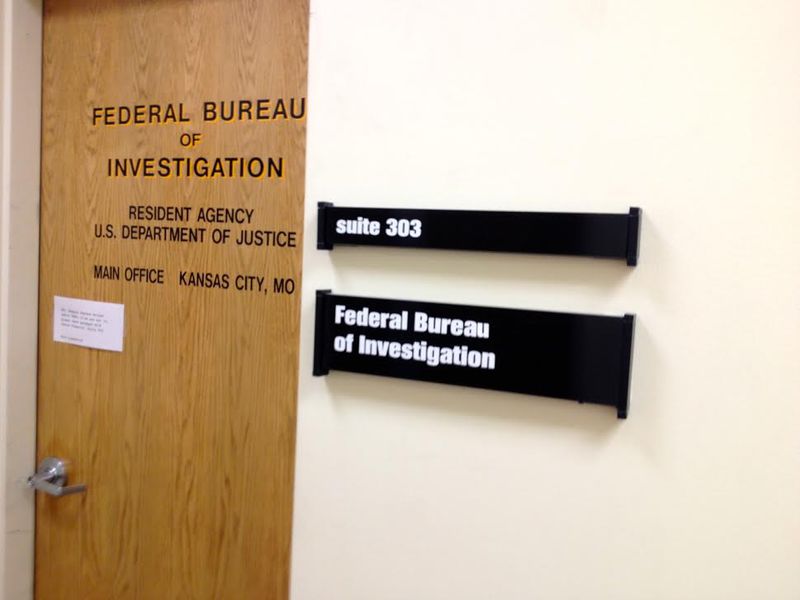 FEDERAL BUREAU
OF
INVESTIGATION
RESIDENT AGENCY
U.S. DEPARTMENT OF JUSTICE
MAIN OFFICE KANSAS CITY, MO
suite 303
Federal Bureau
of Investigation